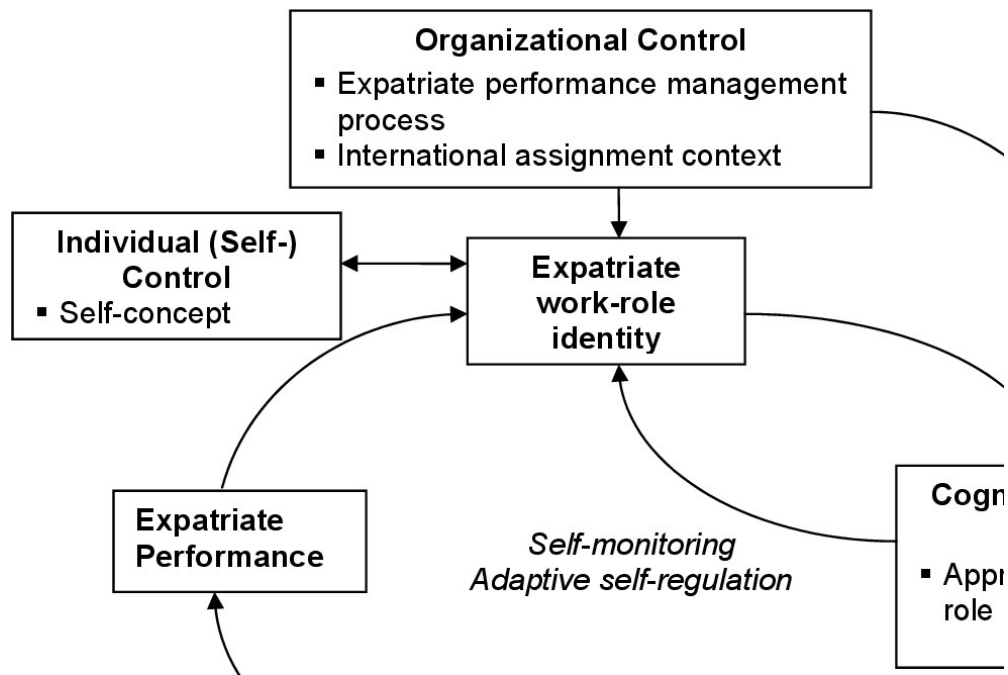 Organizational Control
▪ Expatriate performance management
process
▪ International assignment context
Individual (Self-)
Control
▪ Self-concept
Expatriate
work-role
identity
Expatriate
Performance
Self-monitoring
Adaptive self-regulation
▪
role